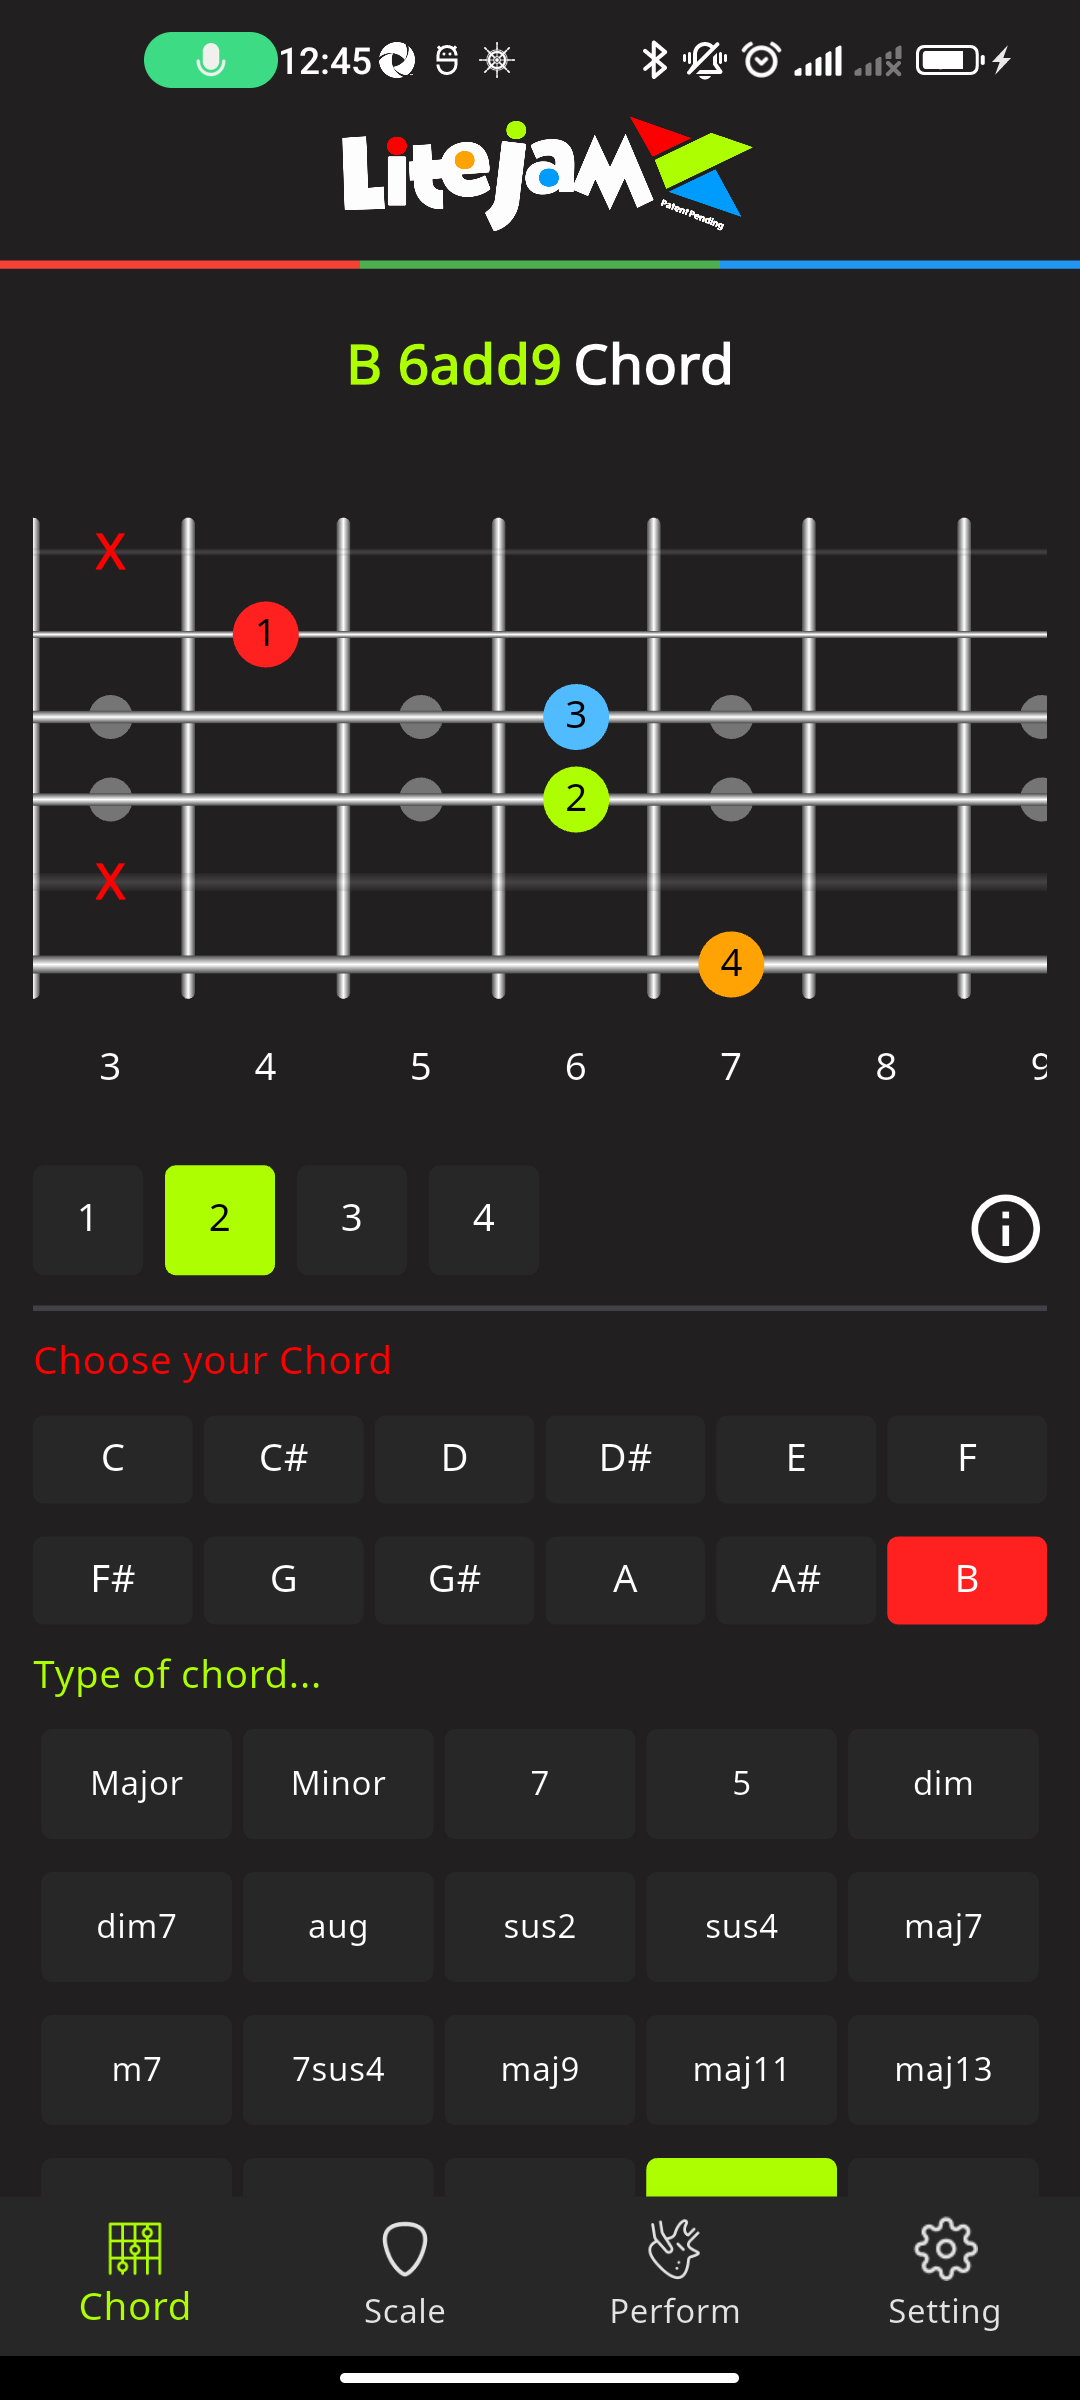 12:45
LiteJam
Patent Pending
B 6add9 Chord
X
1
3
2
X
4
3 4 5 6 7 8 9
1 2 3 4
Choose your Chord
C C# D D# E F
F# G G# A A# B
Type of chord...
Major Minor 7 5 dim
dim7 aug sus2 sus4 maj7
m7 7sus4 maj9 maj11 maj13
Chord Scale Perform Setting